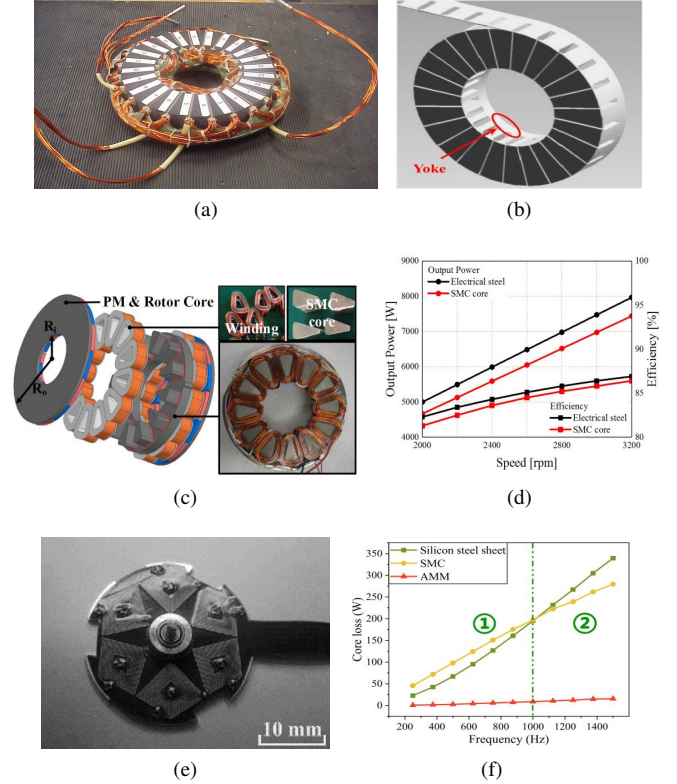 Yoke
(a)
(b)
PM & Rotor Core
R_i
R_o
Winding
SMC
core
(c)
9000
8000
7000
6000
5000
4000
Output Power [W]
Output Power
Electrical steel
SMC core
Efficiency
Electrical steel
SMC core
100
95
90
85
80
Efficiency [%]
2000
2400
2800
3200
Speed [rpm]
(d)
10 mm
(e)
Silicon steel sheet
SMC
AMM
350
300
250
200
150
100
50
0
Core loss (W)
①
②
200
400
600
800
1000
1200
1400
1600
Frequency (Hz)
(f)